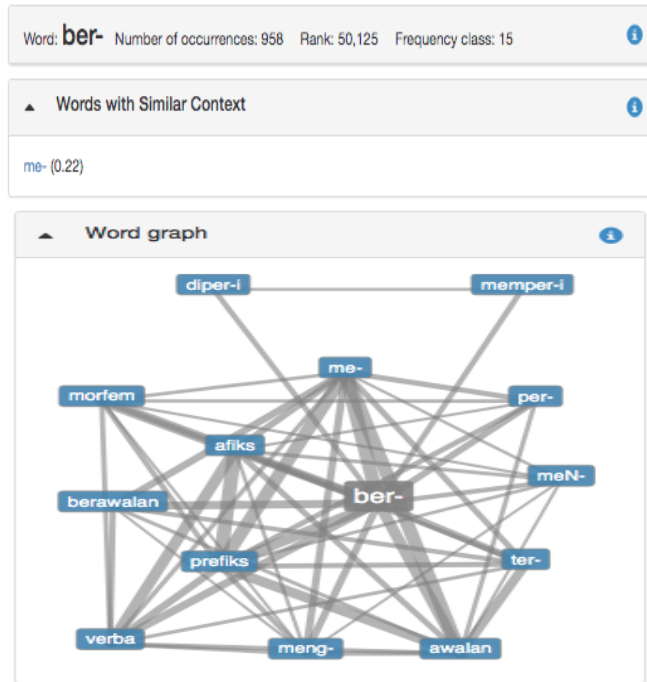 Word: ber- Number of occurrences: 958 Rank: 50,125 Frequency class: 15
Words with Similar Context
me- (0.22)
Word graph
diper-i
memper-i
me-
morfem
per-
afiks
meN-
berawalan
ber-
prefiks
ter-
verba
meng-
awalan